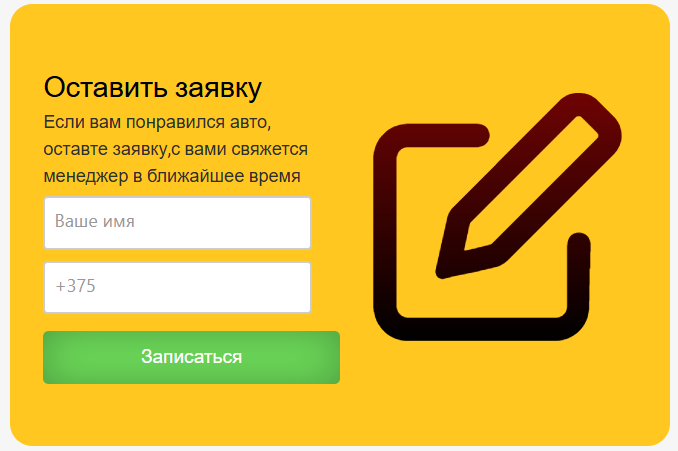 Оставить заявку
Если вам понравился авто,
оставте заявку,с вами свяжется
менеджер в ближайшее время
Ваше имя
+375
Записаться